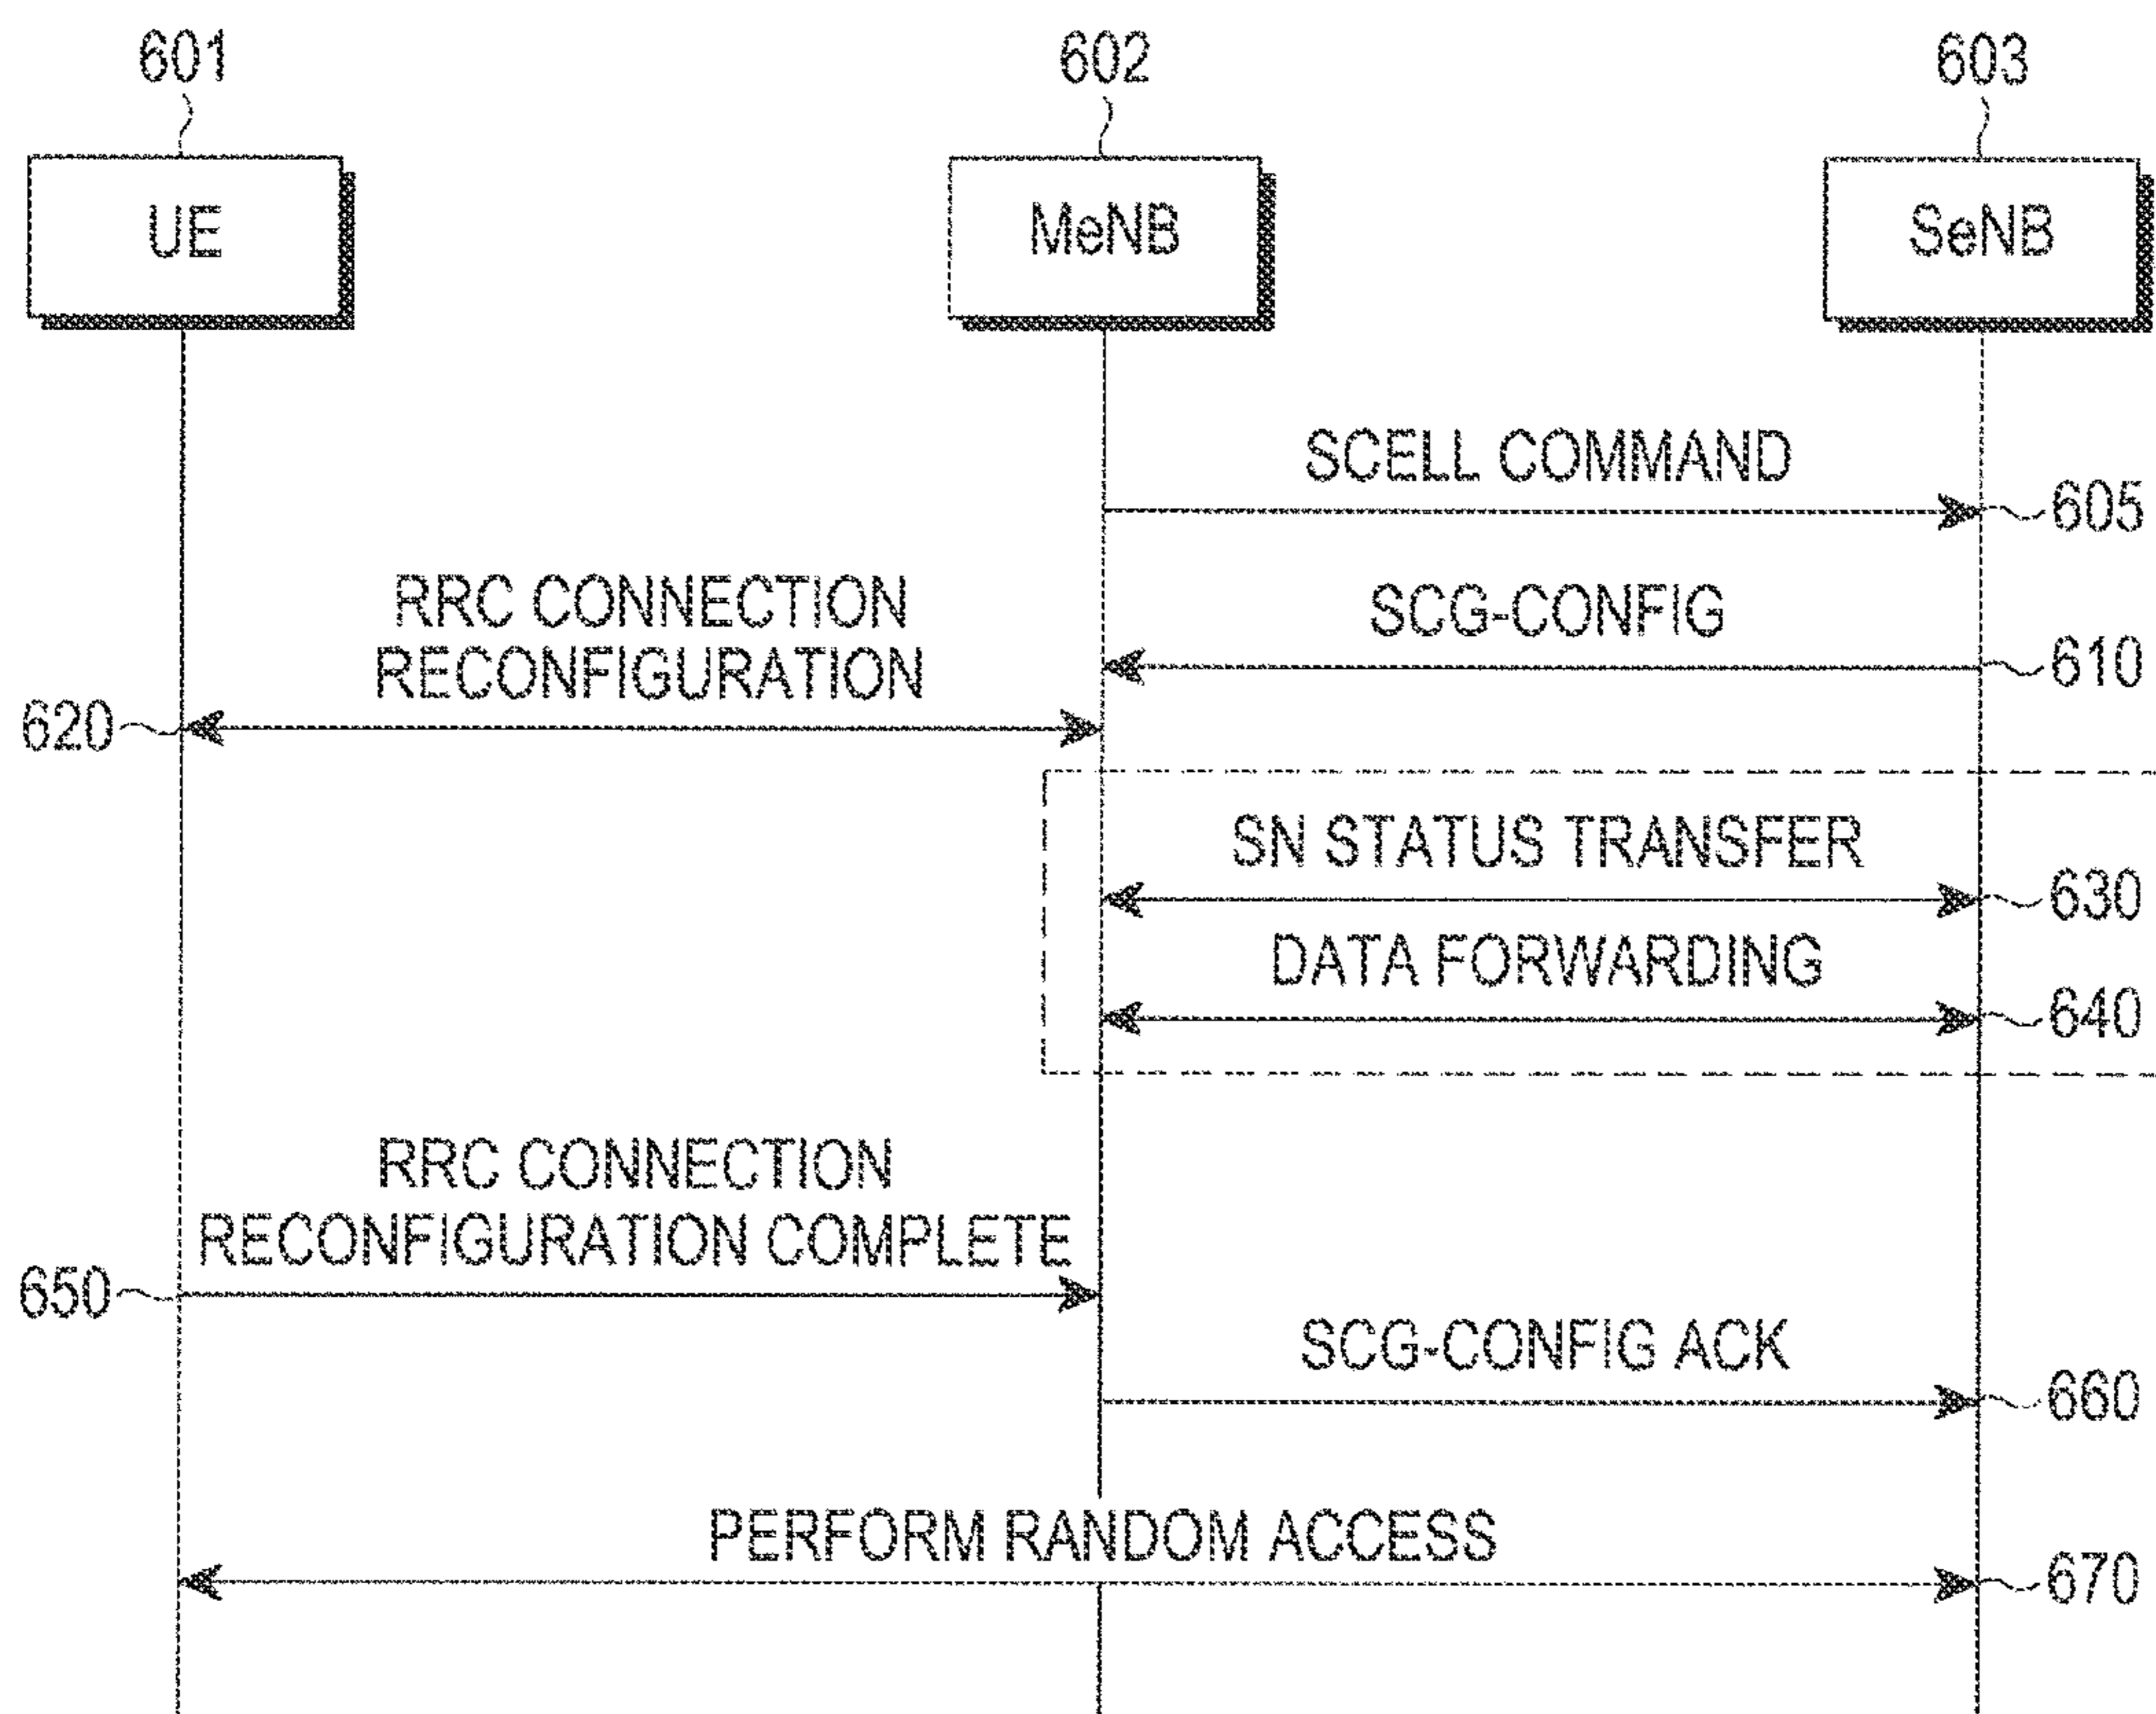 601
602
603
UE
MeNB
SeNB
SCELL COMMAND
605
RRC CONNECTION
RECONFIGURATION
SCG-CONFIG
610
620
SN STATUS TRANSFER
630
DATA FORWARDING
640
RRC CONNECTION
RECONFIGURATION COMPLETE
650
SCG-CONFIG ACK
660
PERFORM RANDOM ACCESS
670